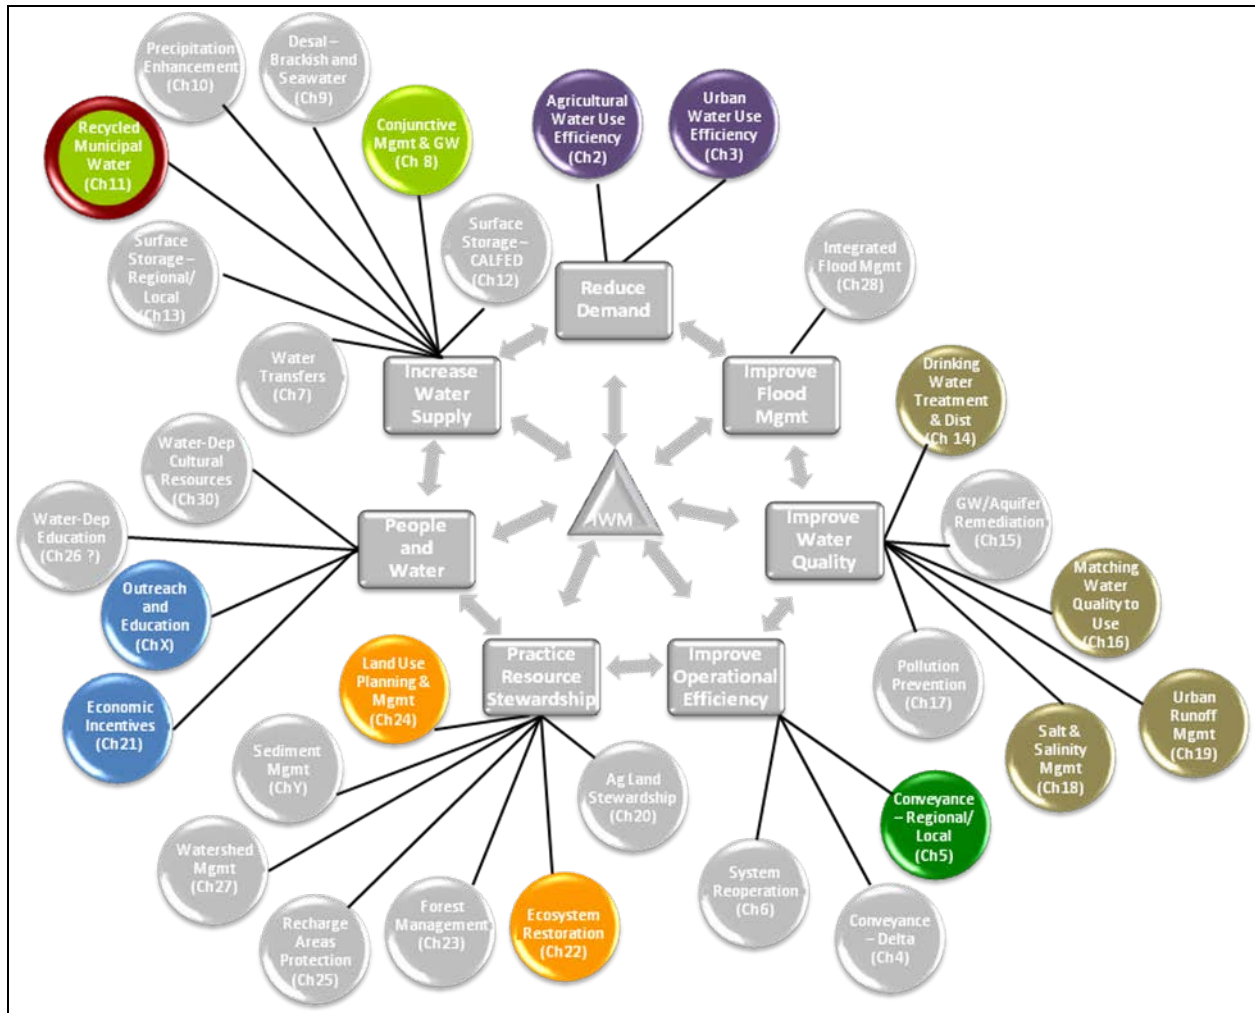 Precipitation
Enhancement
(Ch10)
Desal –
Brackish and
Seawater
(Ch9)
Recycled
Municipal
Water
(Ch11)
Conjunctive
Mgmt & GW
(Ch 8)
Agricultural
Water Use
Efficiency
(Ch2)
Urban
Water Use
Efficiency
(Ch3)
Surface
Storage –
Regional/
Local
(Ch13)
Surface
Storage –
CALFED
(Ch12)
Integrated
Flood Mgmt
(Ch28)
Reduce
Demand
Water
Transfers
(Ch7)
Increase
Water
Supply
Improve
Flood
Mgmt
Drinking
Water
Treatment
& Dist
(Ch 14)
Water-Dep
Cultural
Resources
(Ch30)
Water-Dep
Education
(Ch26 ?)
People
and
Water
IWM
Improve
Water
Quality
GW/Aquifer
Remediation
(Ch15)
Matching
Water
Quality to
Use
(Ch16)
Outreach
and
Education
(ChX)
Economic
Incentives
(Ch21)
Land Use
Planning &
Mgmt
(Ch24)
Practice
Resource
Stewardship
Improve
Operational
Efficiency
Pollution
Prevention
(Ch17)
Salt &
Salinity
Mgmt
(Ch18)
Urban
Runoff
Mgmt
(Ch19)
Sediment
Mgmt
(ChY)
Ag Land
Stewardship
(Ch20)
Conveyance
– Regional/
Local
(Ch5)
Watershed
Mgmt
(Ch27)
Recharge
Areas
Protection
(Ch25)
Forest
Management
(Ch23)
Ecosystem
Restoration
(Ch22)
System
Reoperation
(Ch6)
Conveyance
– Delta
(Ch4)